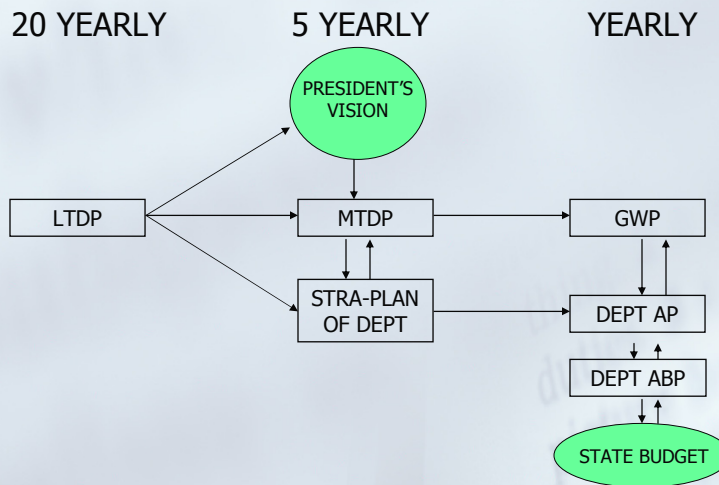 20 YEARLY
5 YEARLY
YEARLY
PRESIDENT'S
VISION
LTDP
MTDP
GWP
STRA-PLAN
OF DEPT
DEPT AP
DEPT ABP
STATE BUDGET